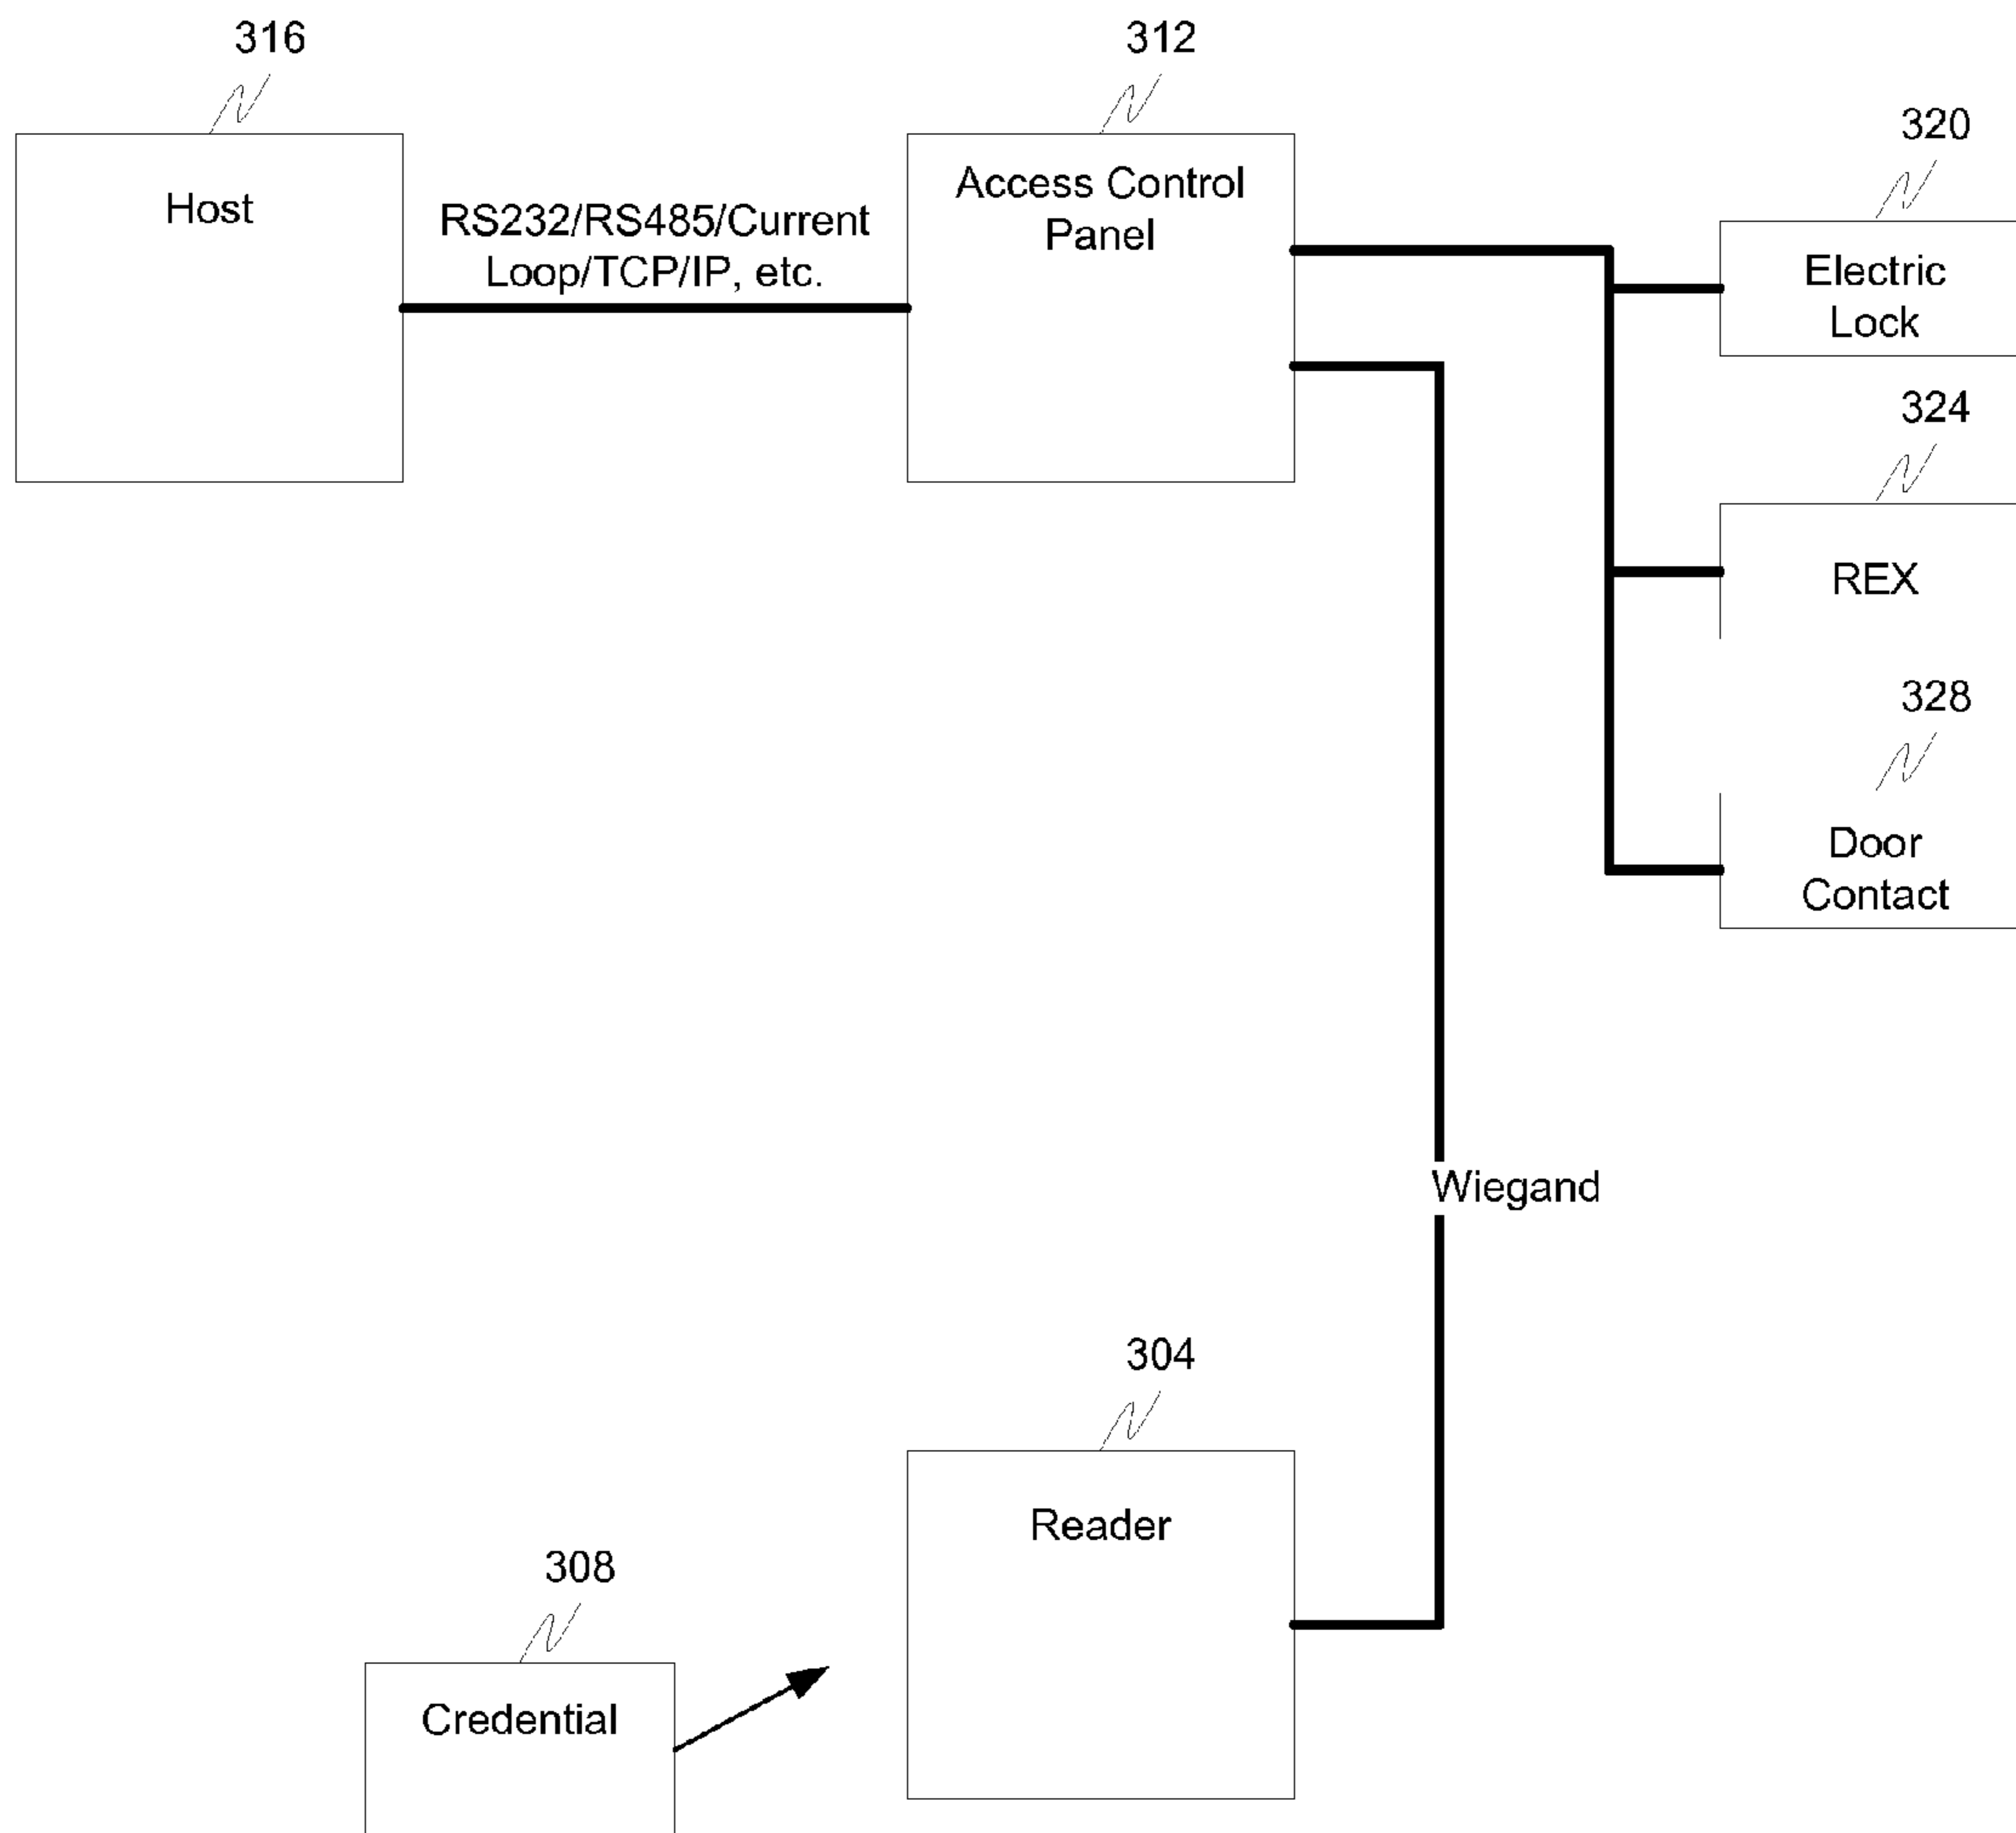 316
312
320
Host
Access Control
Panel
RS232/RS485/Current
Loop/TCP/IP, etc.
Electric
Lock
324
REX
328
Door
Contact
Wiegand
304
Reader
308
Credential